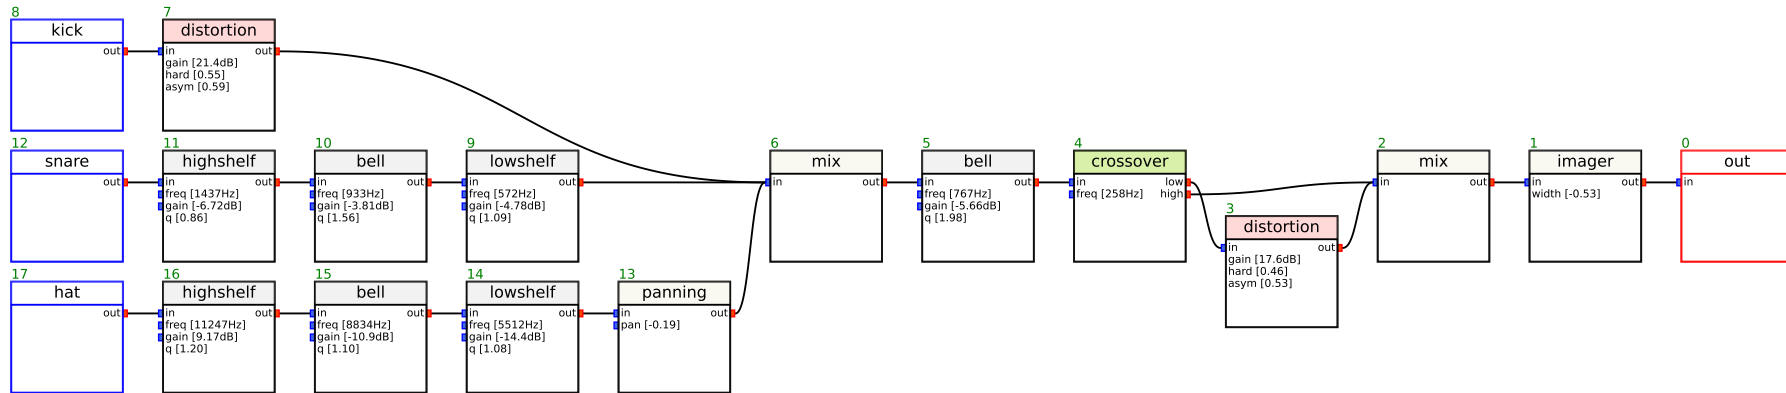 8
kick
out
7
distortion
in out
gain [21.4dB]
hard [0.55]
asym [0.59]
12
snare
out
11
highshelf
in out
freq [1437Hz]
gain [-6.72dB]
q [0.86]
10
bell
in out
freq [933Hz]
gain [-3.81dB]
q [1.56]
9
lowshelf
in out
freq [572Hz]
gain [-4.78dB]
q [1.09]
6
mix
in out
5
bell
in out
freq [767Hz]
gain [-5.66dB]
q [1.98]
4
crossover
in low
freq [258Hz] high
3
distortion
in out
gain [17.6dB]
hard [0.46]
asym [0.53]
2
mix
in out
1
imager
in out
width [-0.53]
0
out
in
17
hat
out
16
highshelf
in out
freq [11247Hz]
gain [9.17dB]
q [1.20]
15
bell
in out
freq [8834Hz]
gain [-10.9dB]
q [1.10]
14
lowshelf
in out
freq [5512Hz]
gain [-14.4dB]
q [1.08]
13
panning
in out
pan [-0.19]